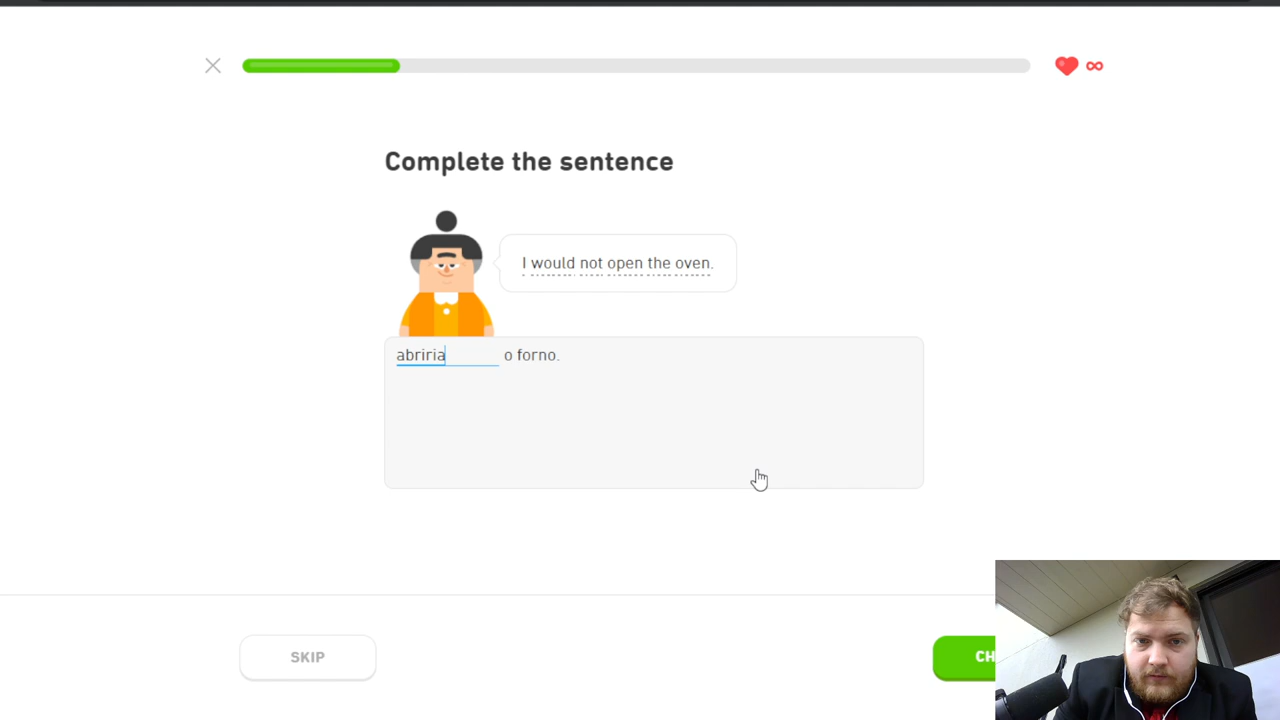 ∞
Complete the sentence
I would not open the oven.
abriria o forno.
SKIP
CH